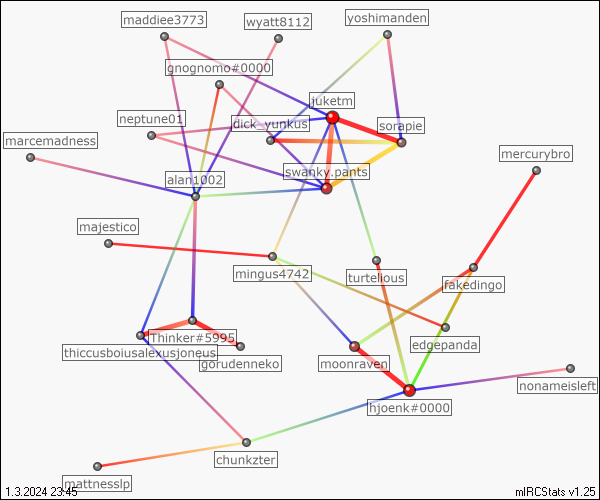 maddiee3773
wyatt8112
yoshimanden
gnognomo#0000
juketm
neptune01
dick_yunkus
sorapie
marcemadness
mercurybro
swanky.pants
alan1002
majestico
mingus4742
turtelious
fakedingo
Thinker#5995
edgepanda
thiccusboiusalexusjoneus
gorudenneko
moonraven
nonameisleft
hjoenk#0000
chunkzter
mattnesslp
1.3.2024 23:45
mIRCStats v1.25